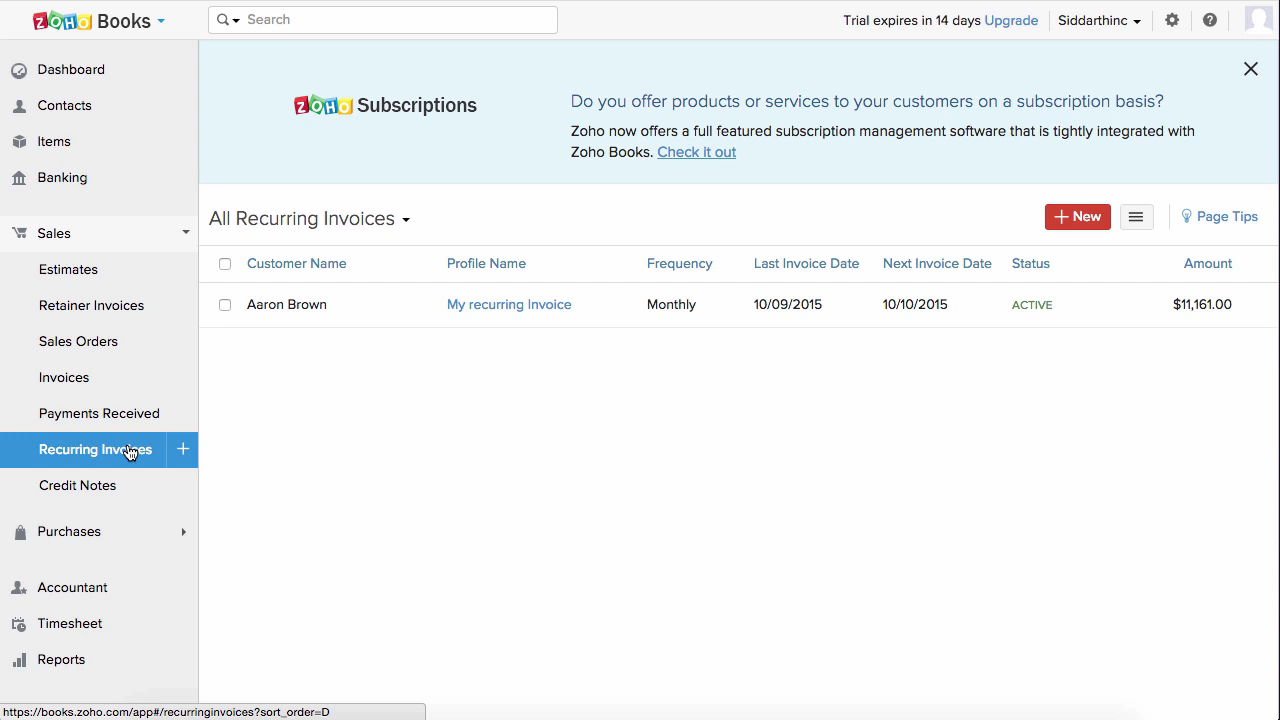 ZOHO Books
Search
Trial expires in 14 days Upgrade
Siddarthinc
Dashboard
Contacts
Items
Banking
Sales
Estimates
Retainer Invoices
Sales Orders
Invoices
Payments Received
Recurring Invoices
Credit Notes
Purchases
Accountant
Timesheet
Reports
ZOHO Subscriptions
Do you offer products or services to your customers on a subscription basis?
Zoho now offers a full featured subscription management software that is tightly integrated with
Zoho Books. Check it out
All Recurring Invoices
New
Page Tips
Customer Name Profile Name Frequency Last Invoice Date Next Invoice Date Status Amount
Aaron Brown My recurring Invoice Monthly 10/09/2015 10/10/2015 ACTIVE $11,161.00
https://books.zoho.com/app#/recurringinvoices?sort_order=D